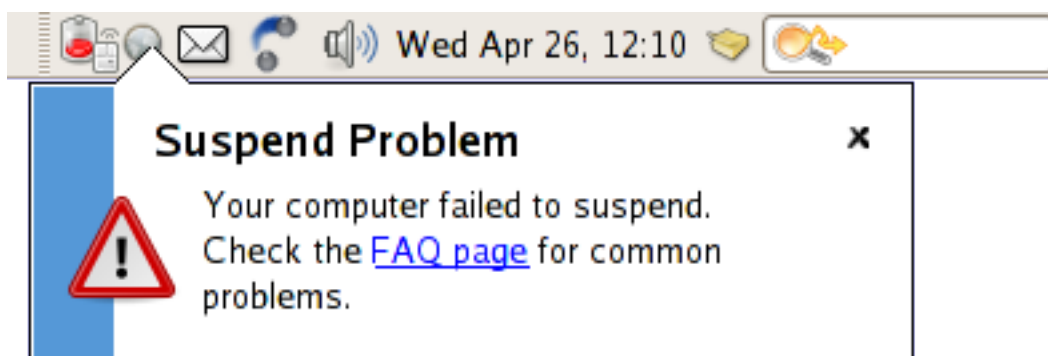 Wed Apr 26, 12:10
Suspend Problem
Your computer failed to suspend.
Check the FAQ page for common
problems.